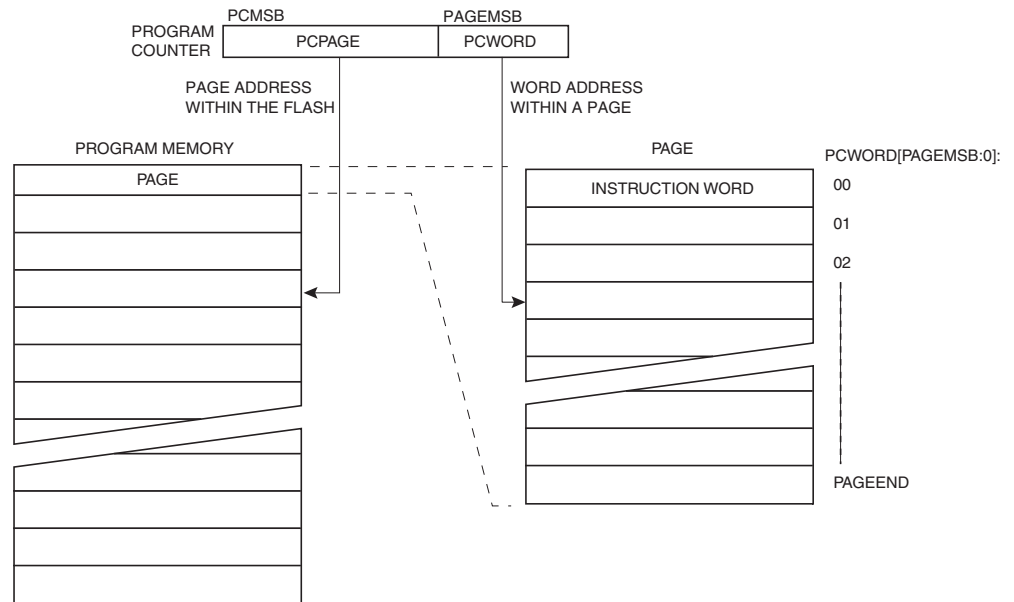 PCMSB
PAGEMSB
PROGRAM
COUNTER
PCPAGE
PCWORD
PAGE ADDRESS
WITHIN THE FLASH
WORD ADDRESS
WITHIN A PAGE
PROGRAM MEMORY
PAGE
PAGE
INSTRUCTION WORD
PCWORD[PAGEMSB:0]:
00
01
02
PAGEEND